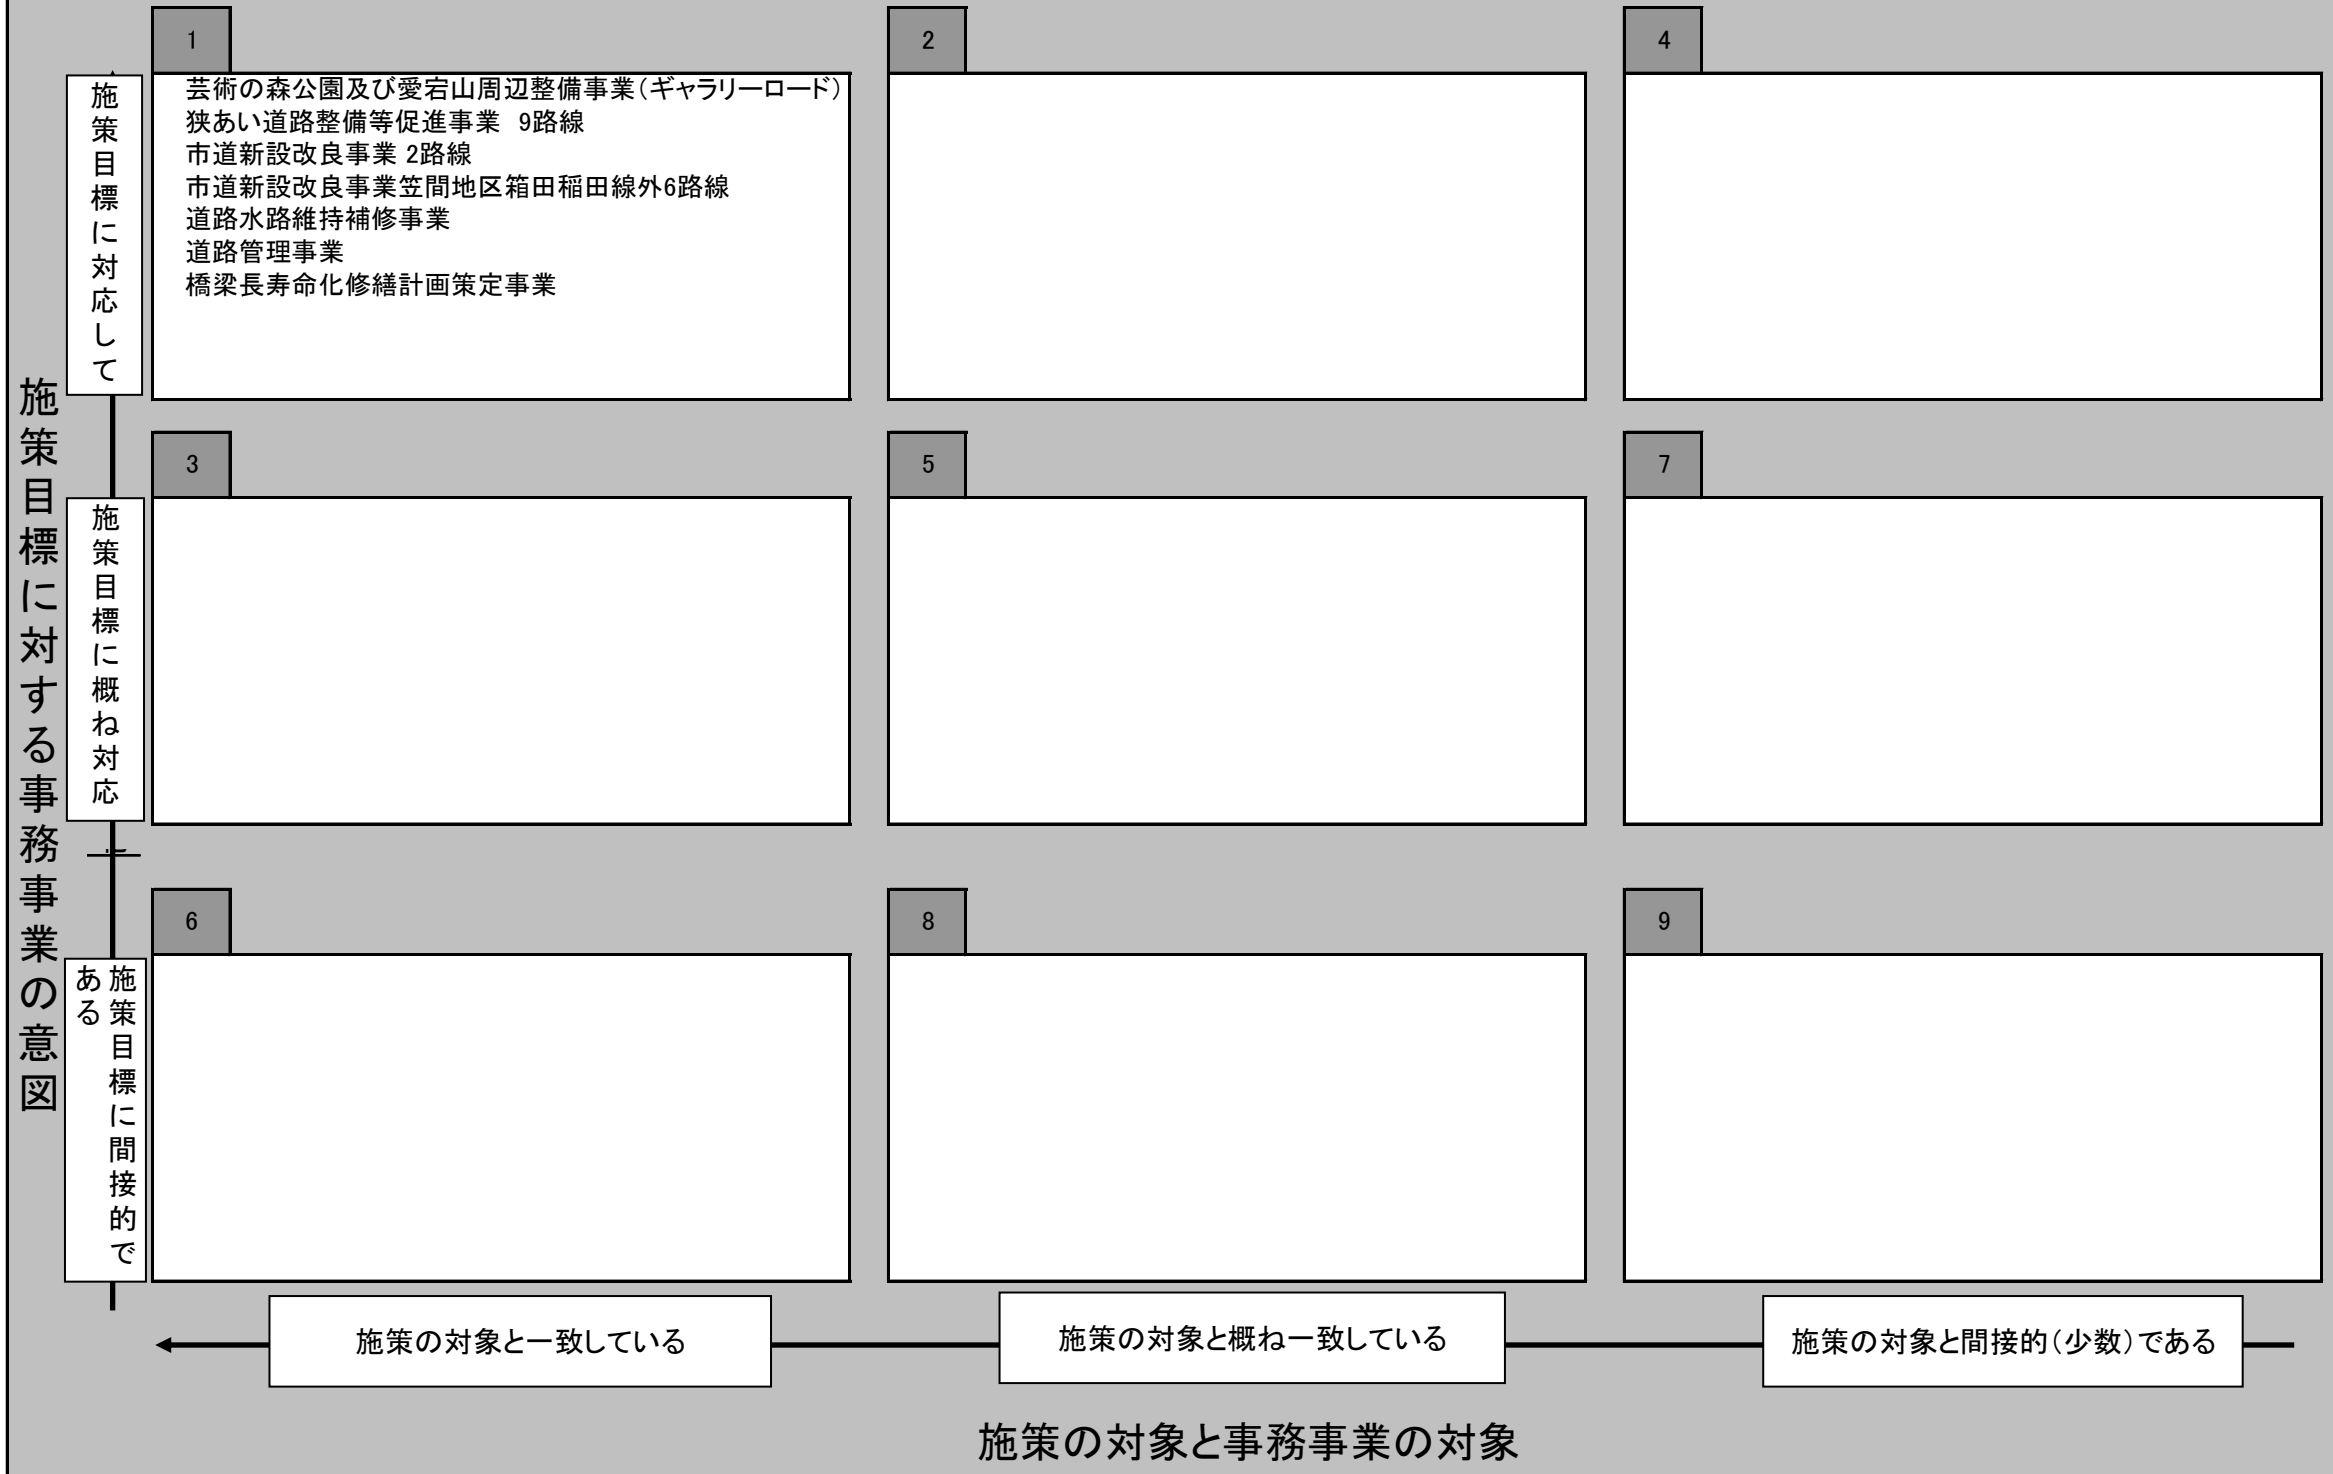 施策目標に対する事務事業の意図
施策目標に対応して
1
芸術の森公園及び愛宕山周辺整備事業(ギャラリーロード)
狭あい道路整備等促進事業 9路線
市道新設改良事業 2路線
市道新設改良事業笠間地区箱田稲田線外6路線
道路水路維持補修事業
道路管理事業
橋梁長寿命化修繕計画策定事業
2
4
施策目標に概ね対応
3
5
7
施策目標に間接的で
ある
6
8
9
施策の対象と一致している
施策の対象と概ね一致している
施策の対象と間接的(少数)である
施策の対象と事務事業の対象